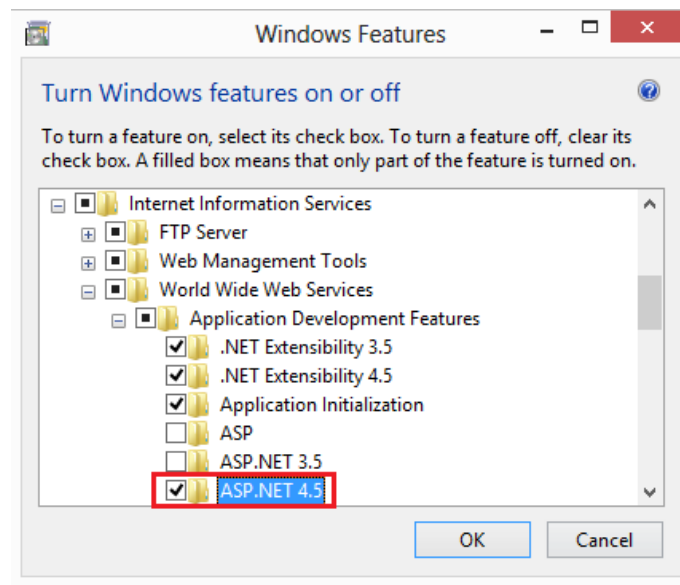 Windows Features
Turn Windows features on or off
To turn a feature on, select its check box. To turn a feature off, clear its
check box. A filled box means that only part of the feature is turned on.
Internet Information Services
FTP Server
Web Management Tools
World Wide Web Services
Application Development Features
.NET Extensibility 3.5
.NET Extensibility 4.5
Application Initialization
ASP
ASP.NET 3.5
ASP.NET 4.5
OK
Cancel